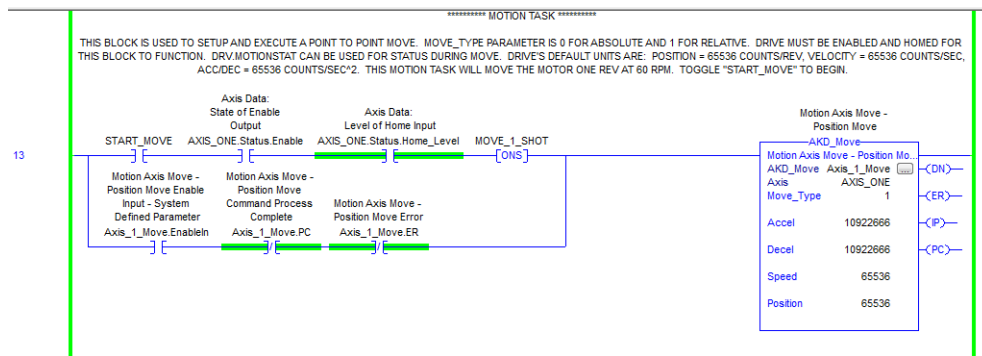 ********** MOTION TASK **********
THIS BLOCK IS USED TO SETUP AND EXECUTE A POINT TO POINT MOVE. MOVE_TYPE PARAMETER IS 0 FOR ABSOLUTE AND 1 FOR RELATIVE. DRIVE MUST BE ENABLED AND HOMED FOR
THIS BLOCK TO FUNCTION. DRV.MOTIONSTAT CAN BE USED FOR STATUS DURING MOVE. DRIVE'S DEFAULT UNITS ARE: POSITION = 65536 COUNTS/REV, VELOCITY = 65536 COUNTS/SEC,
ACC/DEC = 65536 COUNTS/SEC^2. THIS MOTION TASK WILL MOVE THE MOTOR ONE REV AT 60 RPM. TOGGLE "START_MOVE" TO BEGIN.
13
START_MOVE
Axis Data:
State of Enable
Output
AXIS_ONE.Status.Enable
Axis Data:
Level of Home Input
AXIS_ONE.Status.Home_Level
MOVE_1_SHOT
ONS
Motion Axis Move -
Position Move Enable
Input - System
Defined Parameter
Axis_1_Move.EnableIn
Motion Axis Move -
Position Move
Command Process
Complete
Axis_1_Move.PC
Motion Axis Move -
Position Move Error
Axis_1_Move.ER
Motion Axis Move -
Position Move
AKD_Move
Motion Axis Move - Position Mo...
AKD_Move Axis_1_Move ...
Axis AXIS_ONE
Move_Type 1
Accel 10922666
Decel 10922666
Speed 65536
Position 65536
DN
ER
IP
PC